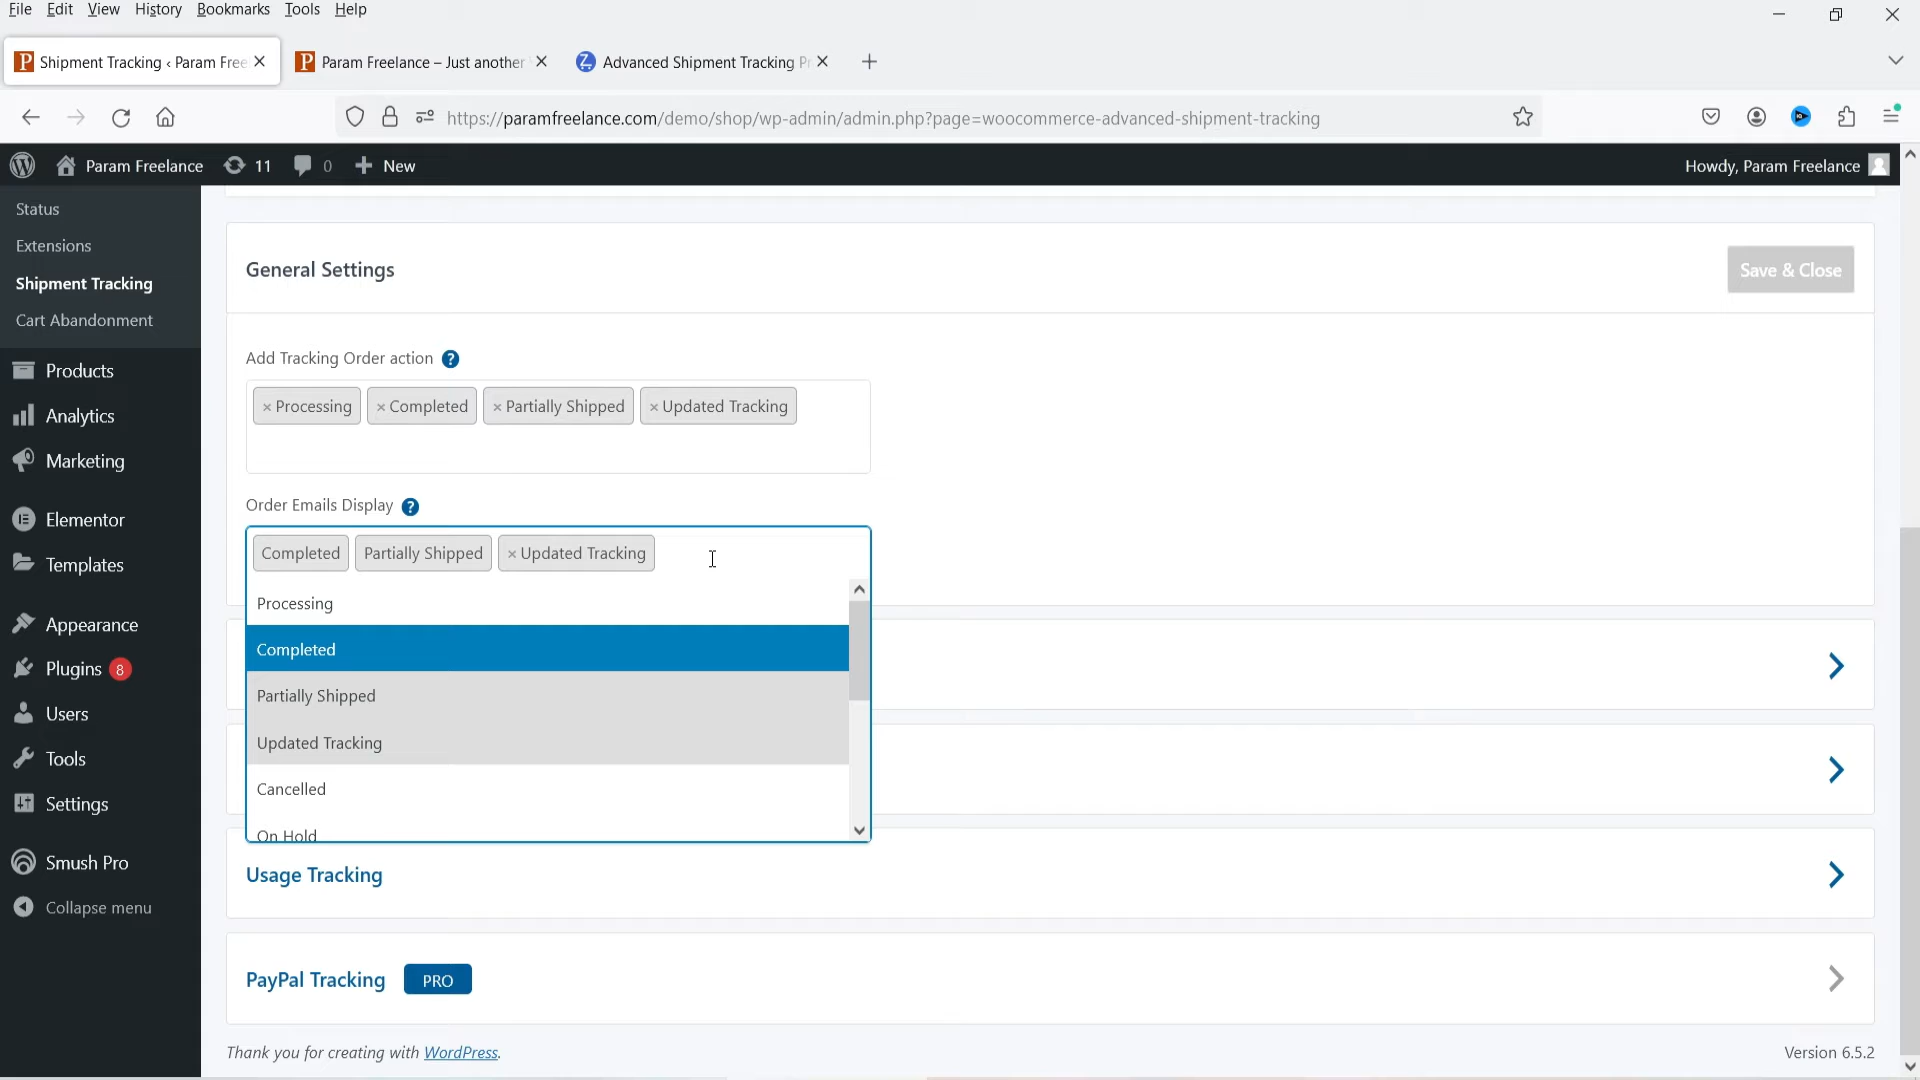 File Edit View History Bookmarks Tools Help
Shipment Tracking ‹ Param Free
Param Freelance – Just another
Advanced Shipment Tracking Pr
https://paramfreelance.com/demo/shop/wp-admin/admin.php?page=woocommerce-advanced-shipment-tracking
Param Freelance 11 0 New
Howdy, Param Freelance
Status
Extensions
Shipment Tracking
Cart Abandonment
Products
Analytics
Marketing
Elementor
Templates
Appearance
Plugins 8
Users
Tools
Settings
Smush Pro
Collapse menu
General Settings
Save & Close
Add Tracking Order action ?
× Processing × Completed × Partially Shipped × Updated Tracking
Order Emails Display ?
Completed Partially Shipped × Updated Tracking
Processing
Completed
Partially Shipped
Updated Tracking
Cancelled
On Hold
Usage Tracking
PayPal Tracking PRO
Thank you for creating with WordPress.
Version 6.5.2